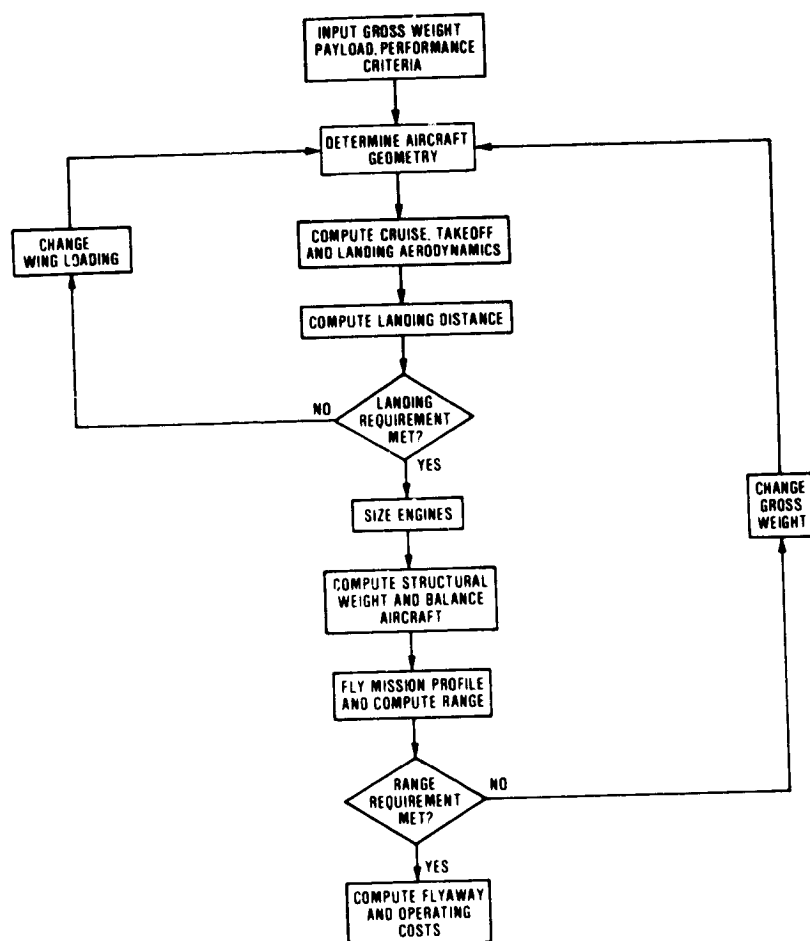 INPUT GROSS WEIGHT
PAYLOAD, PERFORMANCE
CRITERIA
DETERMINE AIRCRAFT
GEOMETRY
CHANGE
WING LOADING
COMPUTE CRUISE, TAKEOFF
AND LANDING AERODYNAMICS
COMPUTE LANDING DISTANCE
NO
LANDING
REQUIREMENT
MET?
YES
SIZE ENGINES
CHANGE
GROSS
WEIGHT
COMPUTE STRUCTURAL
WEIGHT AND BALANCE
AIRCRAFT
FLY MISSION PROFILE
AND COMPUTE RANGE
RANGE
REQUIREMENT
MET?
NO
YES
COMPUTE FLYAWAY
AND OPERATING
COSTS